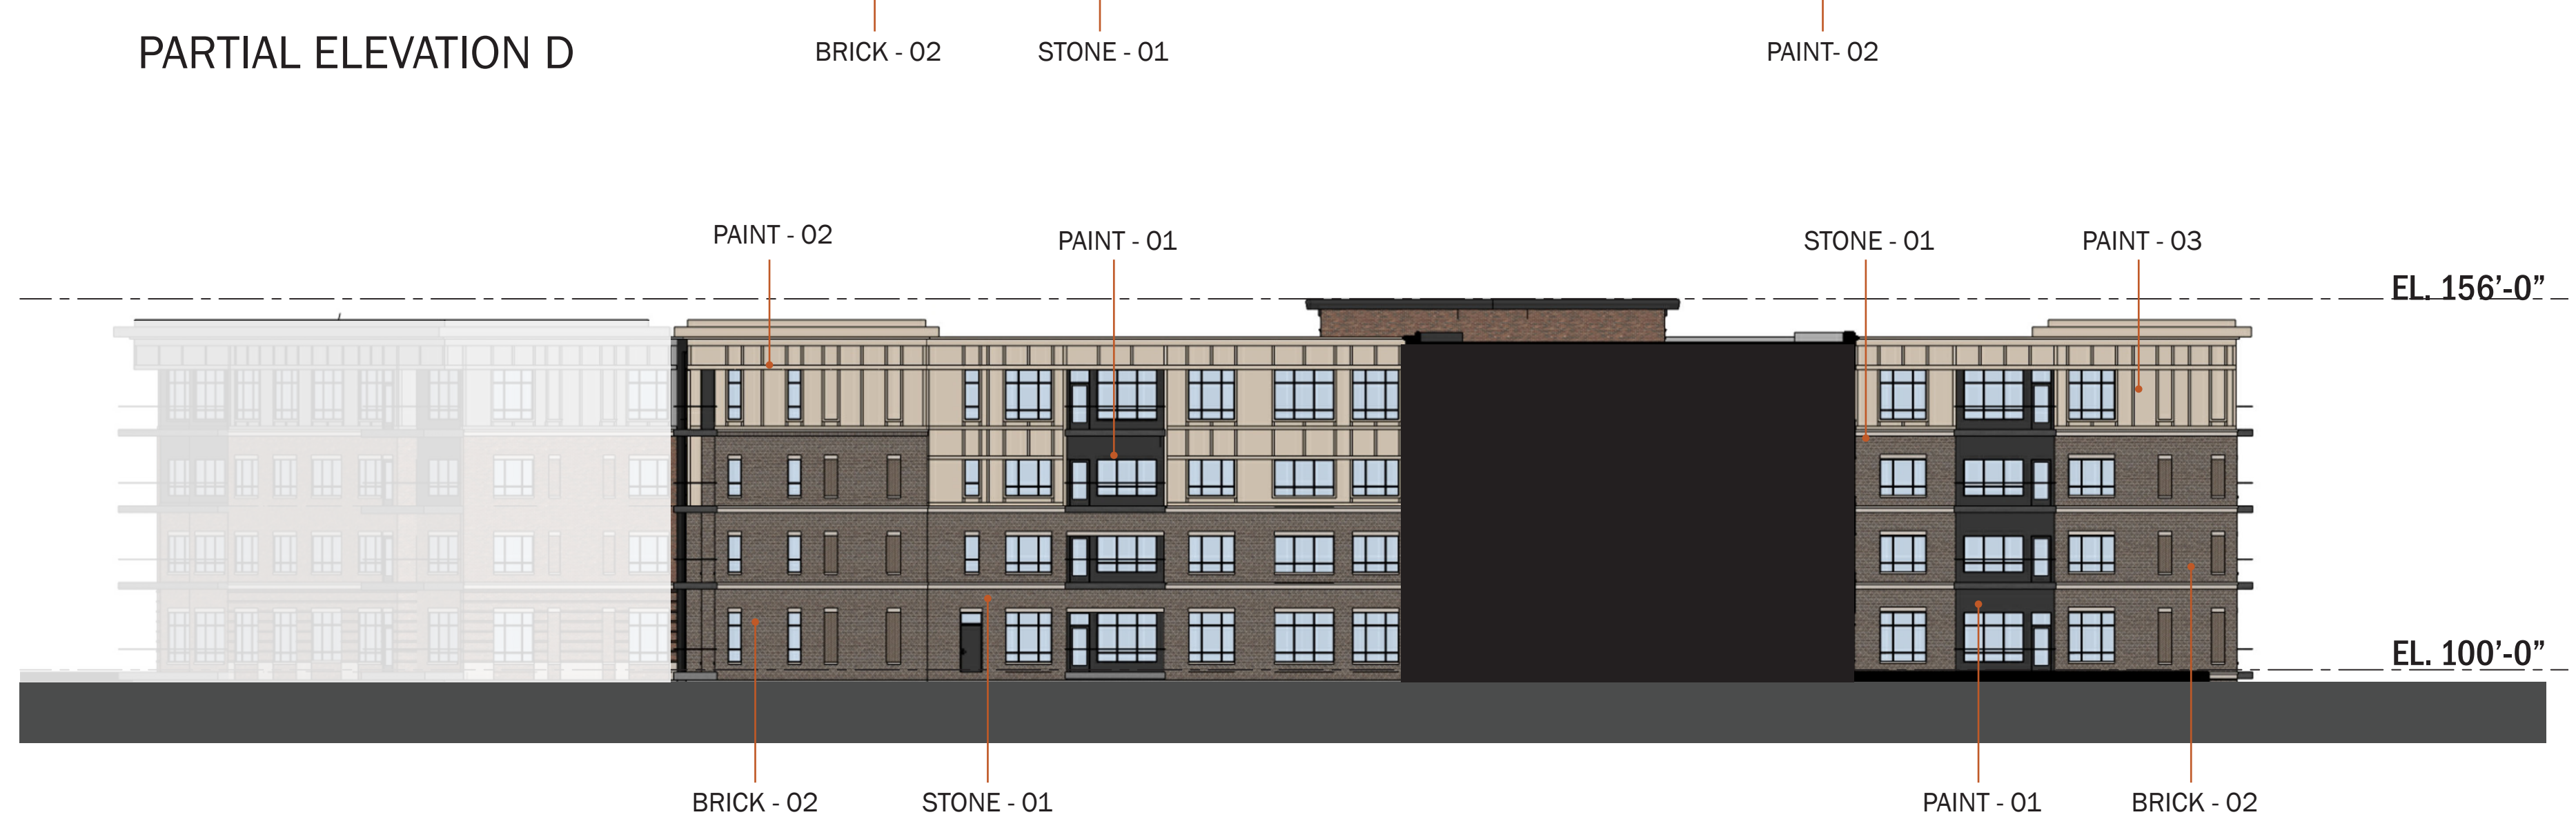 BRICK - 02
STONE - 01
PAINT- 02
PARTIAL ELEVATION D
PAINT - 02
PAINT - 01
STONE - 01
PAINT - 03
EL. 156’-0”
EL. 100’-0”
BRICK - 02
STONE - 01
PAINT - 01
BRICK - 02